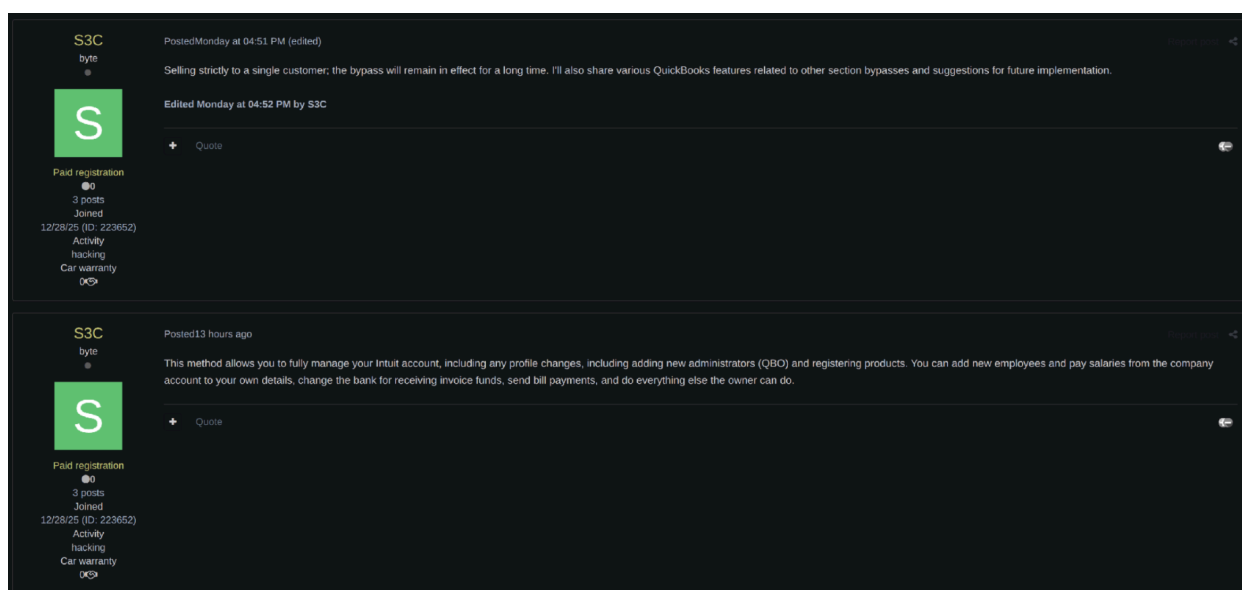 S3C
byte
S
Paid registration
0
3 posts
Joined
12/28/25 (ID: 223652)
Activity
hacking
Car warranty
0
PostedMonday at 04:51 PM (edited)
Selling strictly to a single customer; the bypass will remain in effect for a long time. I'll also share various QuickBooks features related to other section bypasses and suggestions for future implementation.
Edited Monday at 04:52 PM by S3C
+ Quote
S3C
byte
S
Paid registration
0
3 posts
Joined
12/28/25 (ID: 223652)
Activity
hacking
Car warranty
0
Posted13 hours ago
This method allows you to fully manage your Intuit account, including any profile changes, including adding new administrators (QBO) and registering products. You can add new employees and pay salaries from the company
account to your own details, change the bank for receiving invoice funds, send bill payments, and do everything else the owner can do.
+ Quote